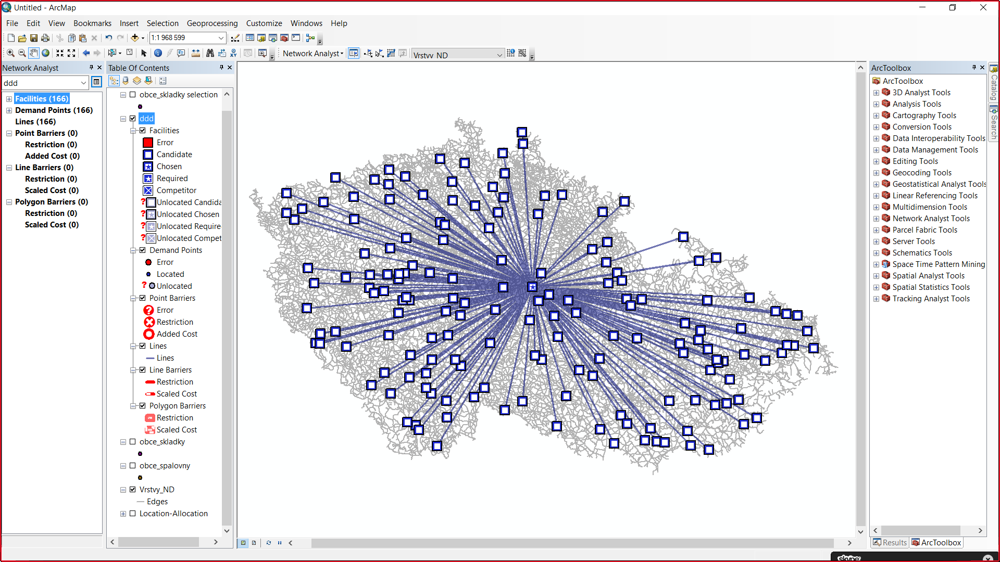 Untitled - ArcMap
File Edit View Bookmarks Insert Selection Geoprocessing Customize Windows Help
1:1 968 599
Network Analyst
Vrstvy_ND
Network Analyst
ddd
Facilities (166)
Demand Points (166)
Lines (166)
Point Barriers (0)
Restriction (0)
Added Cost (0)
Line Barriers (0)
Restriction (0)
Scaled Cost (0)
Polygon Barriers (0)
Restriction (0)
Scaled Cost (0)
Table Of Contents
obce_skladky selection
ddd
Facilities
Error
Candidate
Chosen
Required
Competitor
Unlocated Candida
Unlocated Chosen
Unlocated Require
Unlocated Compet
Demand Points
Error
Located
Unlocated
Point Barriers
Error
Restriction
Added Cost
Lines
Lines
Line Barriers
Restriction
Scaled Cost
Polygon Barriers
Restriction
Scaled Cost
obce_skladky
obce_spalovny
Vrstvy_ND
Edges
Location-Allocation
ArcToolbox
ArcToolbox
3D Analyst Tools
Analysis Tools
Cartography Tools
Conversion Tools
Data Interoperability Tools
Data Management Tools
Editing Tools
Geocoding Tools
Geostatistical Analyst Tools
Linear Referencing Tools
Multidimension Tools
Network Analyst Tools
Parcel Fabric Tools
Server Tools
Schematics Tools
Space Time Pattern Mining
Spatial Analyst Tools
Spatial Statistics Tools
Tracking Analyst Tools
Results ArcToolbox
Catalog
Search
skype